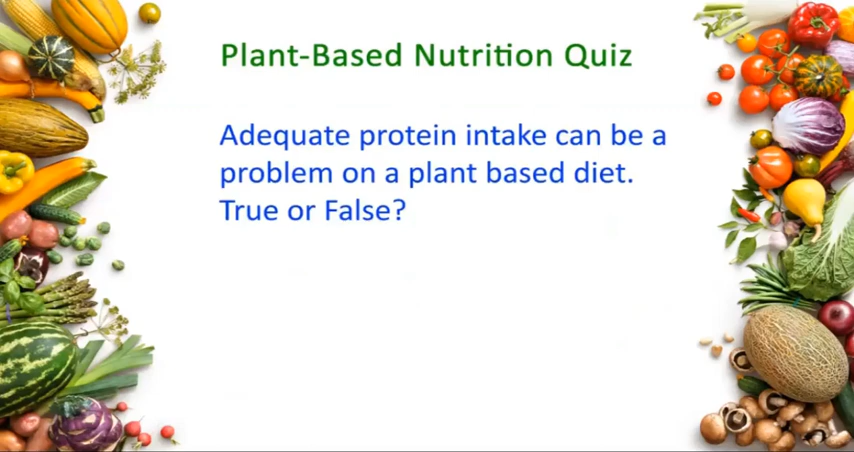 Plant-Based Nutrition Quiz
Adequate protein intake can be a
problem on a plant based diet.
True or False?